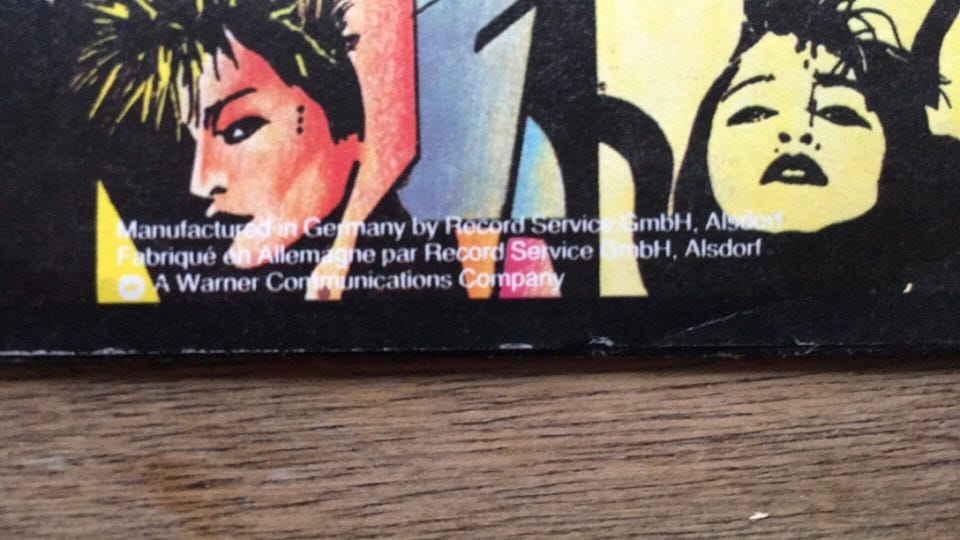 Manufactured in Germany by Record Service GmbH, Alsdorf
Fabriqué en Allemagne par Record Service GmbH, Alsdorf
A Warner Communications Company